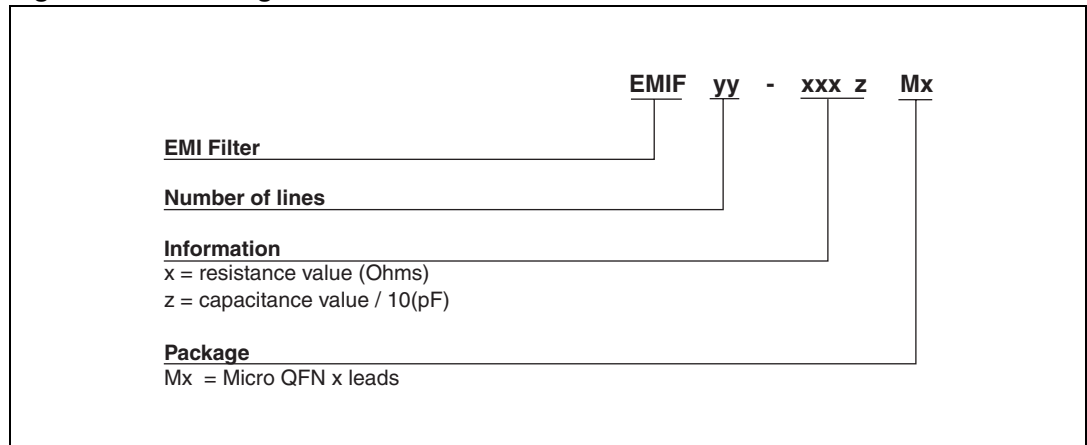 EMIF yy - xxx z Mx
EMI Filter
Number of lines
Information
x = resistance value (Ohms)
z = capacitance value / 10(pF)
Package
Mx = Micro QFN x leads